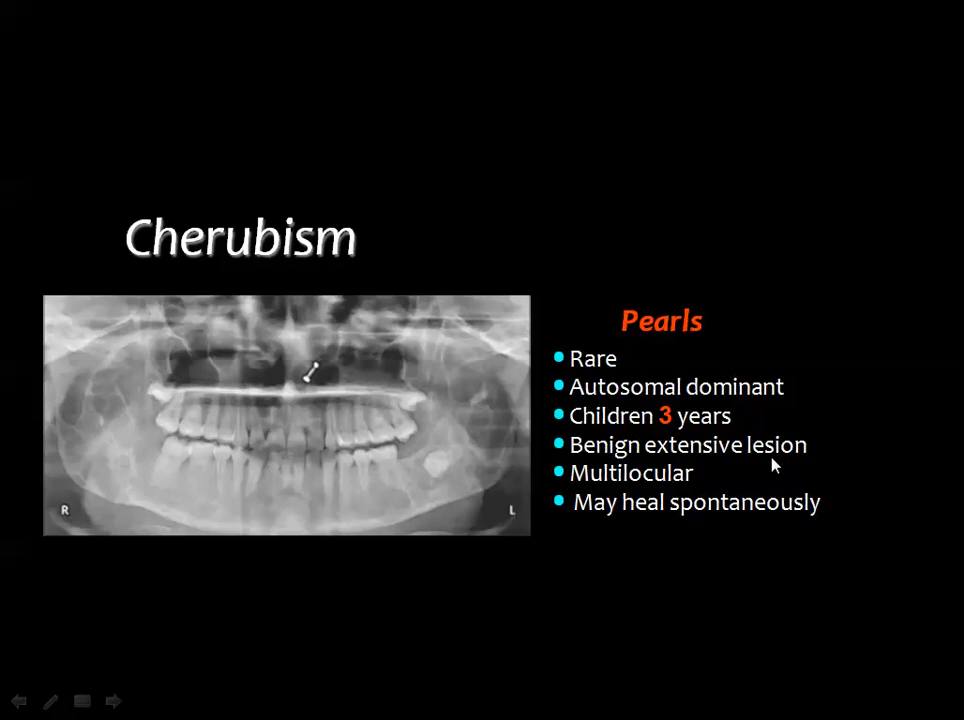 Cherubism
R
L
Pearls
• Rare
• Autosomal dominant
• Children 3 years
• Benign extensive lesion
• Multilocular
• May heal spontaneously